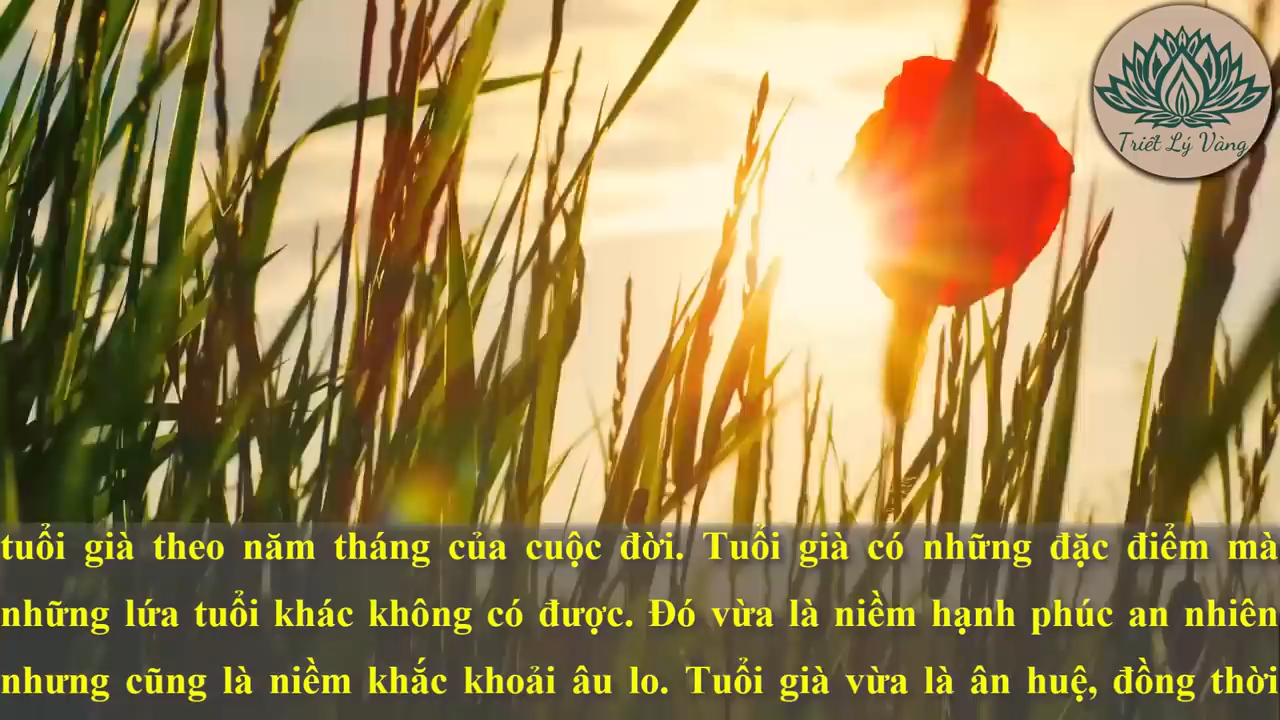 Triết Lý Vàng
tuổi già theo năm tháng của cuộc đời. Tuổi già có những đặc điểm mà
những lứa tuổi khác không có được. Đó vừa là niềm hạnh phúc an nhiên
nhưng cũng là niềm khắc khoải âu lo. Tuổi già vừa là ân huệ, đồng thời